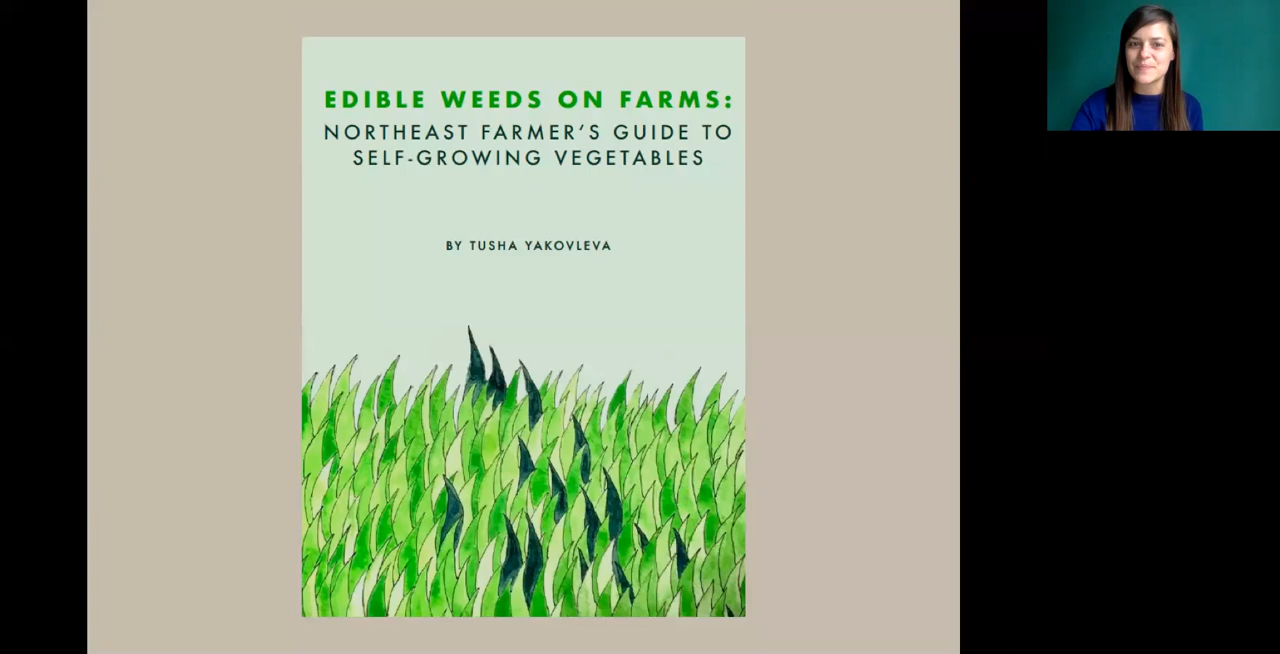 EDIBLE WEEDS ON FARMS:
NORTHEAST FARMER’S GUIDE TO
SELF-GROWING VEGETABLES
BY TUSHA YAKOVLEVA